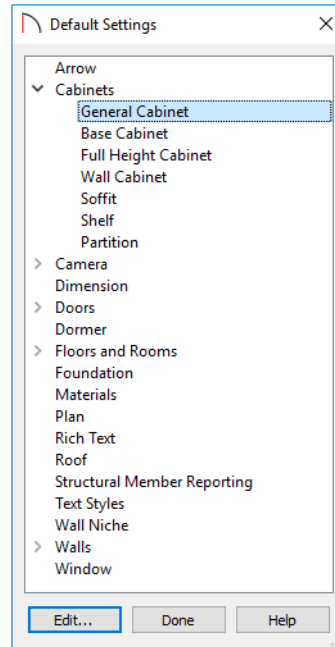 Default Settings
Arrow
Cabinets
General Cabinet
Base Cabinet
Full Height Cabinet
Wall Cabinet
Soffit
Shelf
Partition
Camera
Dimension
Doors
Dormer
Floors and Rooms
Foundation
Materials
Plan
Rich Text
Roof
Structural Member Reporting
Text Styles
Wall Niche
Walls
Window
Edit... Done Help